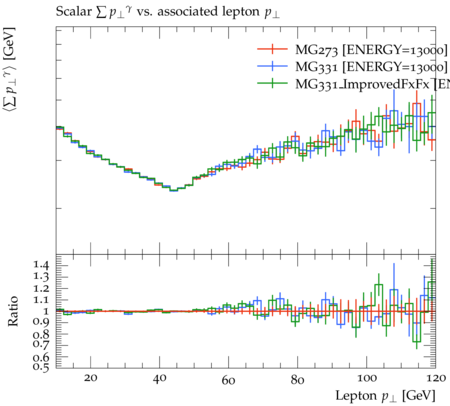 Scalar ∑ p⊥^γ vs. associated lepton p⊥
⟨∑ p⊥^γ⟩ [GeV]
MG273 [ENERGY=13000]
MG331 [ENERGY=13000]
MG331_ImprovedFxFx [EN
Ratio
1.4
1.3
1.2
1.1
1
0.9
0.8
0.7
0.6
0.5
20 40 60 80 100 120
Lepton p⊥ [GeV]